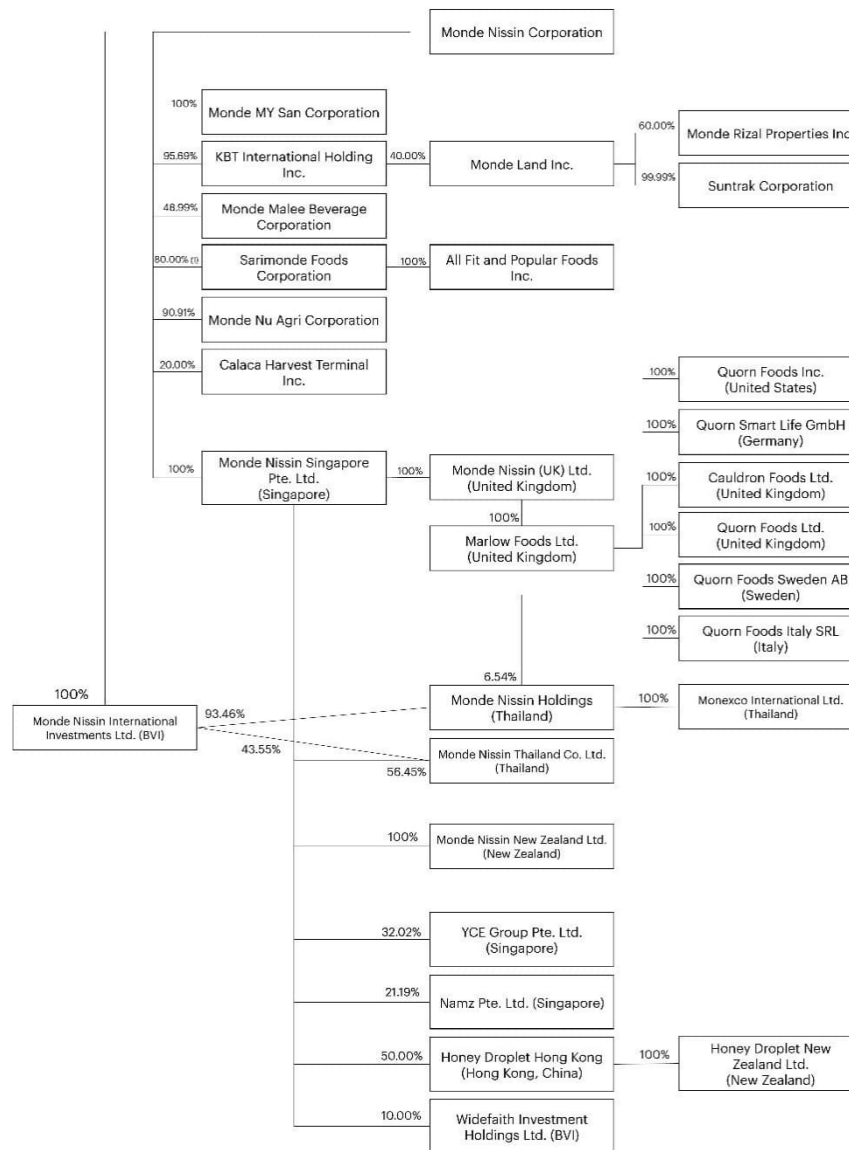 Monde Nissin Corporation
100%
Monde MY San Corporation
95.69%
KBT International Holding
Inc.
40.00%
Monde Land Inc.
60.00%
Monde Rizal Properties Inc
99.99%
Suntrak Corporation
48.99%
Monde Malee Beverage
Corporation
80.00% (1)
Sarimonde Foods
Corporation
100%
All Fit and Popular Foods
Inc.
90.91%
Monde Nu Agri Corporation
20.00%
Calaca Harvest Terminal
Inc.
100%
Monde Nissin Singapore
Pte. Ltd.
(Singapore)
100%
Monde Nissin (UK) Ltd.
(United Kingdom)
100%
Marlow Foods Ltd.
(United Kingdom)
100%
Quorn Foods Inc.
(United States)
100%
Quorn Smart Life GmbH
(Germany)
100%
Cauldron Foods Ltd.
(United Kingdom)
100%
Quorn Foods Ltd.
(United Kingdom)
100%
Quorn Foods Sweden AB
(Sweden)
100%
Quorn Foods Italy SRL
(Italy)
100%
Monde Nissin International
Investments Ltd. (BVI)
93.46%
6.54%
Monde Nissin Holdings
(Thailand)
100%
Monexco International Ltd.
(Thailand)
43.55%
56.45%
Monde Nissin Thailand Co. Ltd.
(Thailand)
100%
Monde Nissin New Zealand Ltd.
(New Zealand)
32.02%
YCE Group Pte. Ltd.
(Singapore)
21.19%
Namz Pte. Ltd. (Singapore)
50.00%
Honey Droplet Hong Kong
(Hong Kong, China)
100%
Honey Droplet New
Zealand Ltd.
(New Zealand)
10.00%
Widefaith Investment
Holdings Ltd. (BVI)